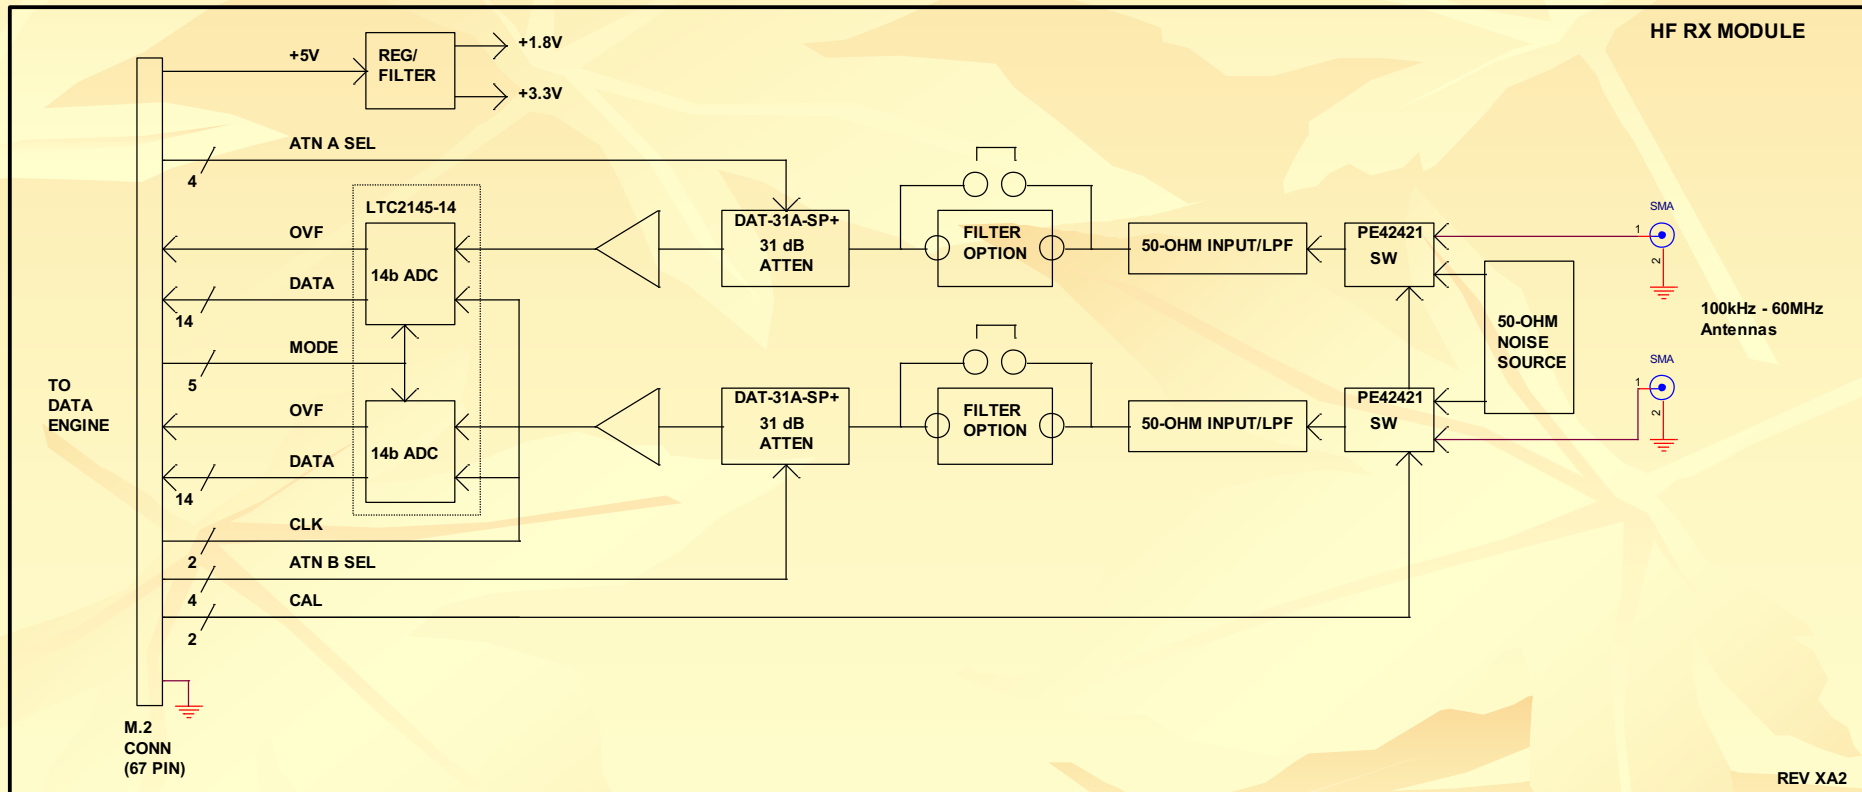 HF RX MODULE
+5V
REG/
FILTER
+1.8V
+3.3V
ATN A SEL
4
LTC2145-14
OVF
14b ADC
DATA
14
DAT-31A-SP+
31 dB
ATTEN
FILTER
OPTION
50-OHM INPUT/LPF
PE42421
SW
SMA
1
2
50-OHM
NOISE
SOURCE
100kHz - 60MHz
Antennas
MODE
5
TO
DATA
ENGINE
OVF
14b ADC
DATA
14
DAT-31A-SP+
31 dB
ATTEN
FILTER
OPTION
50-OHM INPUT/LPF
PE42421
SW
SMA
1
2
CLK
2
ATN B SEL
4
CAL
2
M.2
CONN
(67 PIN)
REV XA2